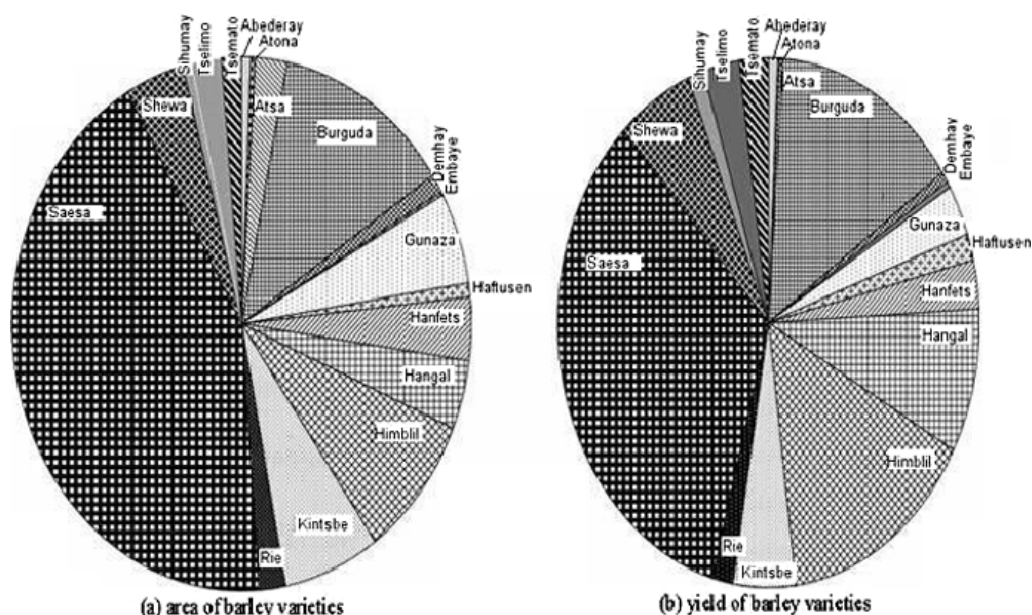 Sihumay
Tselimo
Tsemato
Abederay
Atona
Shewa
Atsa
Burguda
Demhay
Embaye
Saesa
Gunaza
Haftusen
Hanfets
Hangal
Himblil
Kintsbe
Rie
(a) area of barley varieties
Sihumay
Tselimo
Tsemato
Abederay
Atona
Shewa
Atsa
Burguda
Demhay
Embaye
Saesa
Gunaza
Haftusen
Hanfets
Hangal
Himblil
Rie
Kintsbe
(b) yield of barley varieties